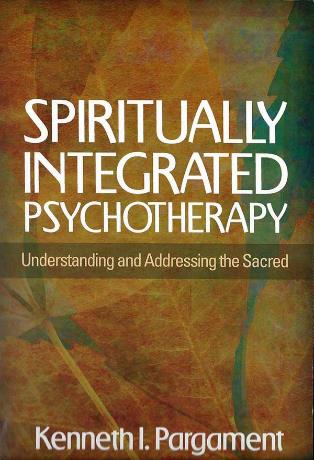 SPIRITUALLY
INTEGRATED
PSYCHOTHERAPY
Understanding and Addressing the Sacred
Kenneth I. Pargament